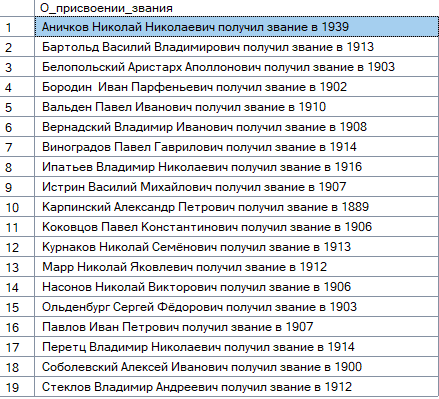 О_присвоении_звания
1 Аничков Николай Николаевич получил звание в 1939
2 Бартольд Василий Владимирович получил звание в 1913
3 Белопольский Аристарх Аполлонович получил звание в 1903
4 Бородин  Иван Парфеньевич получил звание в 1902
5 Вальден Павел Иванович получил звание в 1910
6 Вернадский Владимир Иванович получил звание в 1908
7 Виноградов Павел Гаврилович получил звание в 1914
8 Ипатьев Владимир Николаевич получил звание в 1916
9 Истрин Василий Михайлович получил звание в 1907
10 Карпинский Александр Петрович получил звание в 1889
11 Коковцов Павел Константинович получил звание в 1906
12 Курнаков Николай Семёнович получил звание в 1913
13 Марр Николай Яковлевич получил звание в 1912
14 Насонов Николай Викторович получил звание в 1906
15 Ольденбург Сергей Фёдорович получил звание в 1903
16 Павлов Иван Петрович получил звание в 1907
17 Перетц Владимир Николаевич получил звание в 1914
18 Соболевский Алексей Иванович получил звание в 1900
19 Стеклов Владимир Андреевич получил звание в 1912